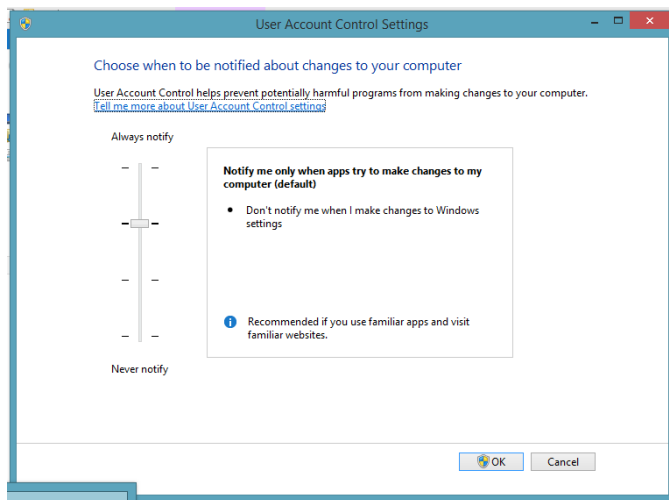 User Account Control Settings
Choose when to be notified about changes to your computer
User Account Control helps prevent potentially harmful programs from making changes to your computer.
Tell me more about User Account Control settings
Always notify
Notify me only when apps try to make changes to my
computer (default)
• Don't notify me when I make changes to Windows
settings
Recommended if you use familiar apps and visit
familiar websites.
Never notify
OK Cancel